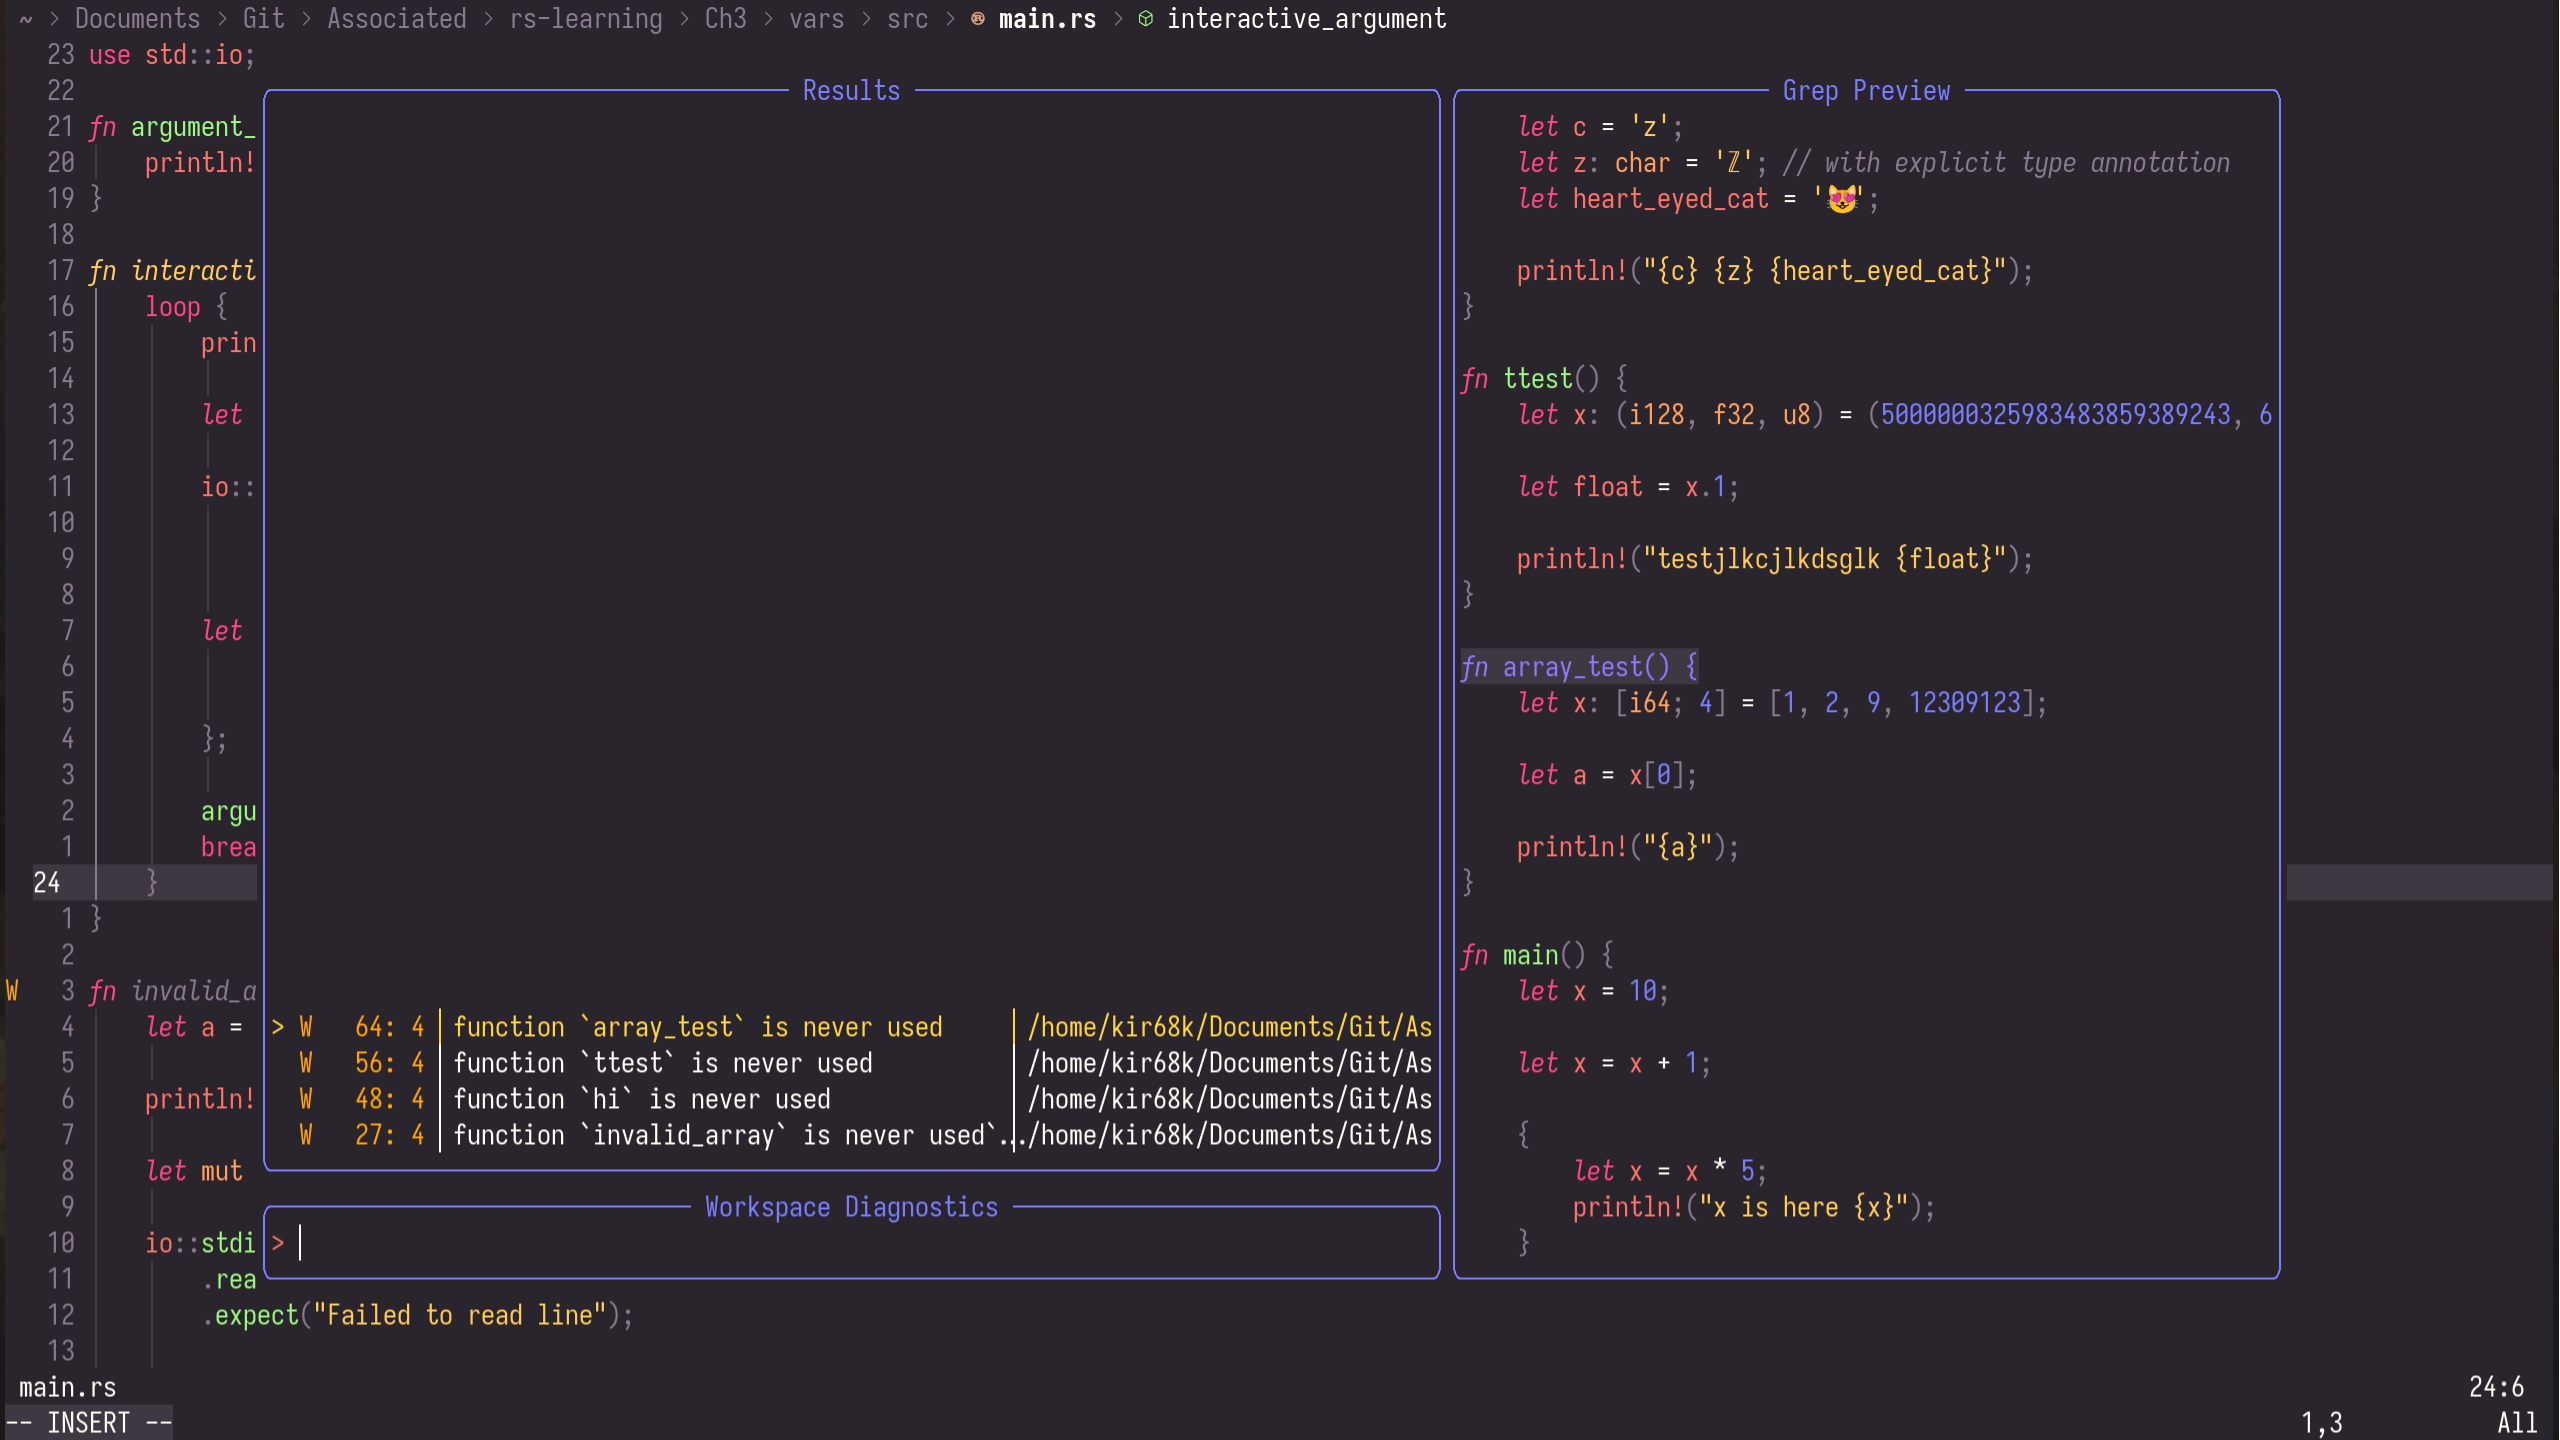 ~ > Documents > Git > Associated > rs-learning > Ch3 > vars > src > main.rs > interactive_argument
23 use std::io;
22
21 fn argument_
20 println!
19 }
18
17 fn interacti
16 loop {
15 prin
14
13 let
12
11 io::
10
9
8
7 let
6
5
4 };
3
2 argu
1 brea
24 }
1 }
2
W 3 fn invalid_a
4 let a =
5
6 println!
7
8 let mut
9
10 io::stdi
11 .rea
12 .expect("Failed to read line");
13
Results
> W 64: 4 │function `array_test` is never used │/home/kir68k/Documents/Git/As
W 56: 4 │function `ttest` is never used │/home/kir68k/Documents/Git/As
W 48: 4 │function `hi` is never used │/home/kir68k/Documents/Git/As
W 27: 4 │function `invalid_array` is never used`...│/home/kir68k/Documents/Git/As
Workspace Diagnostics
>
Grep Preview
let c = 'z';
let z: char = 'ℤ'; // with explicit type annotation
let heart_eyed_cat = '😻';
println!("{c} {z} {heart_eyed_cat}");
}
fn ttest() {
let x: (i128, f32, u8) = (5000000325983483859389243, 6
let float = x.1;
println!("testjlkcjlkdsglk {float}");
}
fn array_test() {
let x: [i64; 4] = [1, 2, 9, 12309123];
let a = x[0];
println!("{a}");
}
fn main() {
let x = 10;
let x = x + 1;
{
let x = x * 5;
println!("x is here {x}");
}
main.rs 24:6
-- INSERT -- 1,3 All